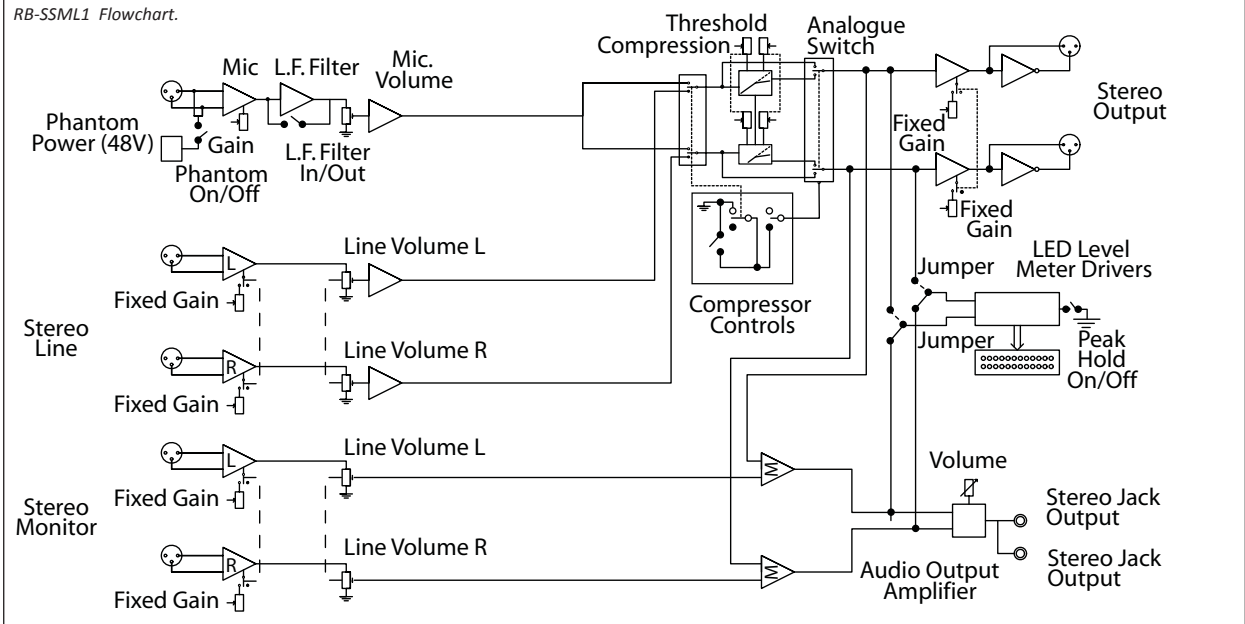 RB-SSML1 Flowchart.
Threshold
Compression
Analogue
Switch
Mic
L.F. Filter
Mic.
Volume
Phantom
Power (48V)
Gain
Phantom
On/Off
L.F. Filter
In/Out
Fixed
Gain
Stereo
Output
Fixed
Gain
Line Volume L
L
Fixed Gain
Stereo
Line
Line Volume R
R
Fixed Gain
Compressor
Controls
Jumper
LED Level
Meter Drivers
Jumper
Peak
Hold
On/Off
Line Volume L
L
Fixed Gain
Stereo
Monitor
Line Volume R
R
Fixed Gain
M
M
Volume
Stereo Jack
Output
Stereo Jack
Output
Audio Output
Amplifier